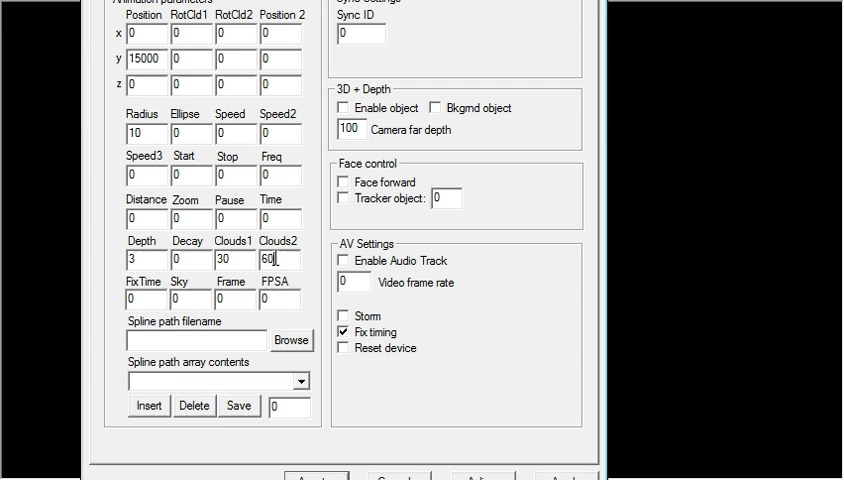 Animation parameters
Position RotCld1 RotCld2 Position 2
x 0 0 0 0
y 15000 0 0 0
z 0 0 0 0
Radius Ellipse Speed Speed2
10 0 0 0
Speed3 Start Stop Freq
0 0 0 0
Distance Zoom Pause Time
0 0 0 0
Depth Decay Clouds1 Clouds2
3 0 30 60
FixTime Sky Frame FPSA
0 0 0 0
Spline path filename
Browse
Spline path array contents
Insert Delete Save 0
Sync Settings
Sync ID
0
3D + Depth
Enable object Bkgrnd object
100 Camera far depth
Face control
Face forward
Tracker object: 0
AV Settings
Enable Audio Track
0 Video frame rate
Storm
Fix timing
Reset device